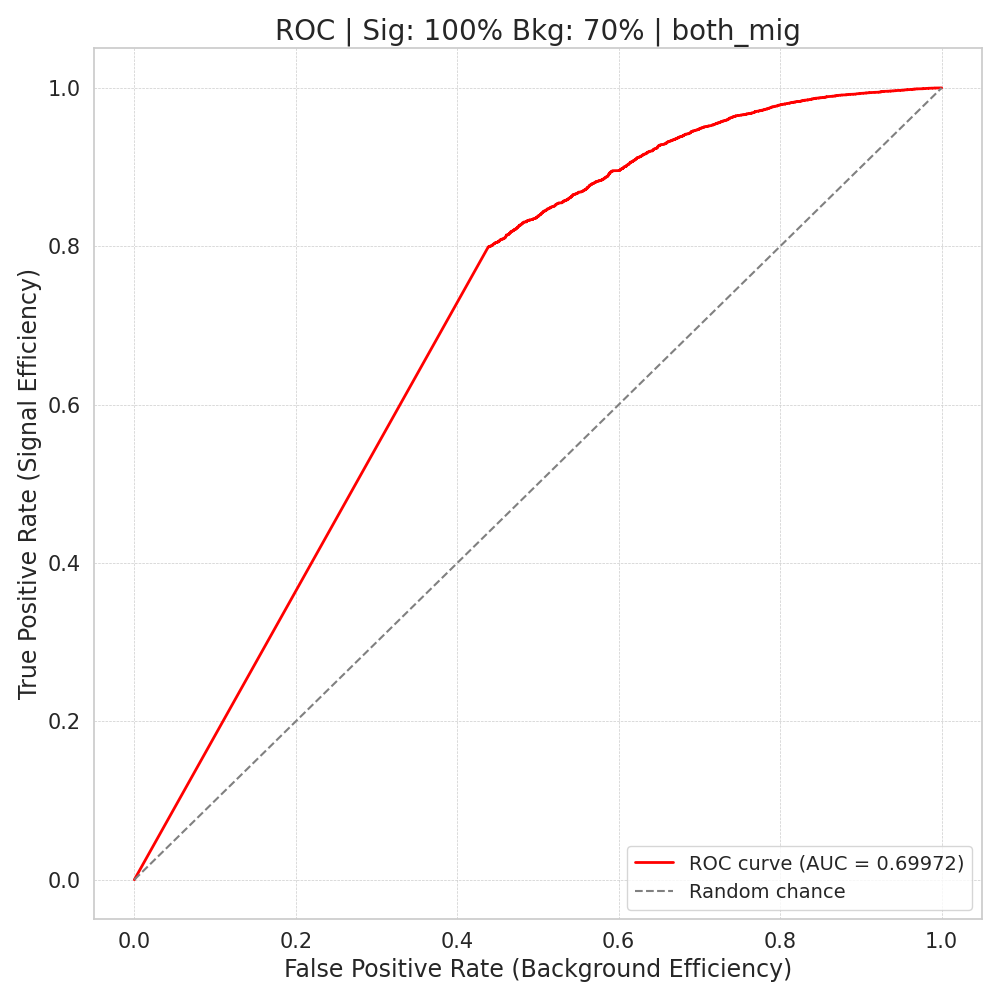 ROC | Sig: 100% Bkg: 70% | both_mig
True Positive Rate (Signal Efficiency)
1.0
0.8
0.6
0.4
0.2
0.0
ROC curve (AUC = 0.69972)
Random chance
0.0 0.2 0.4 0.6 0.8 1.0
False Positive Rate (Background Efficiency)